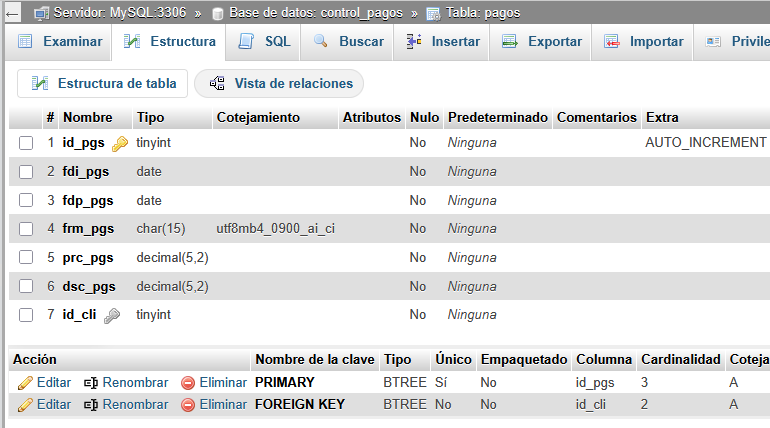 Servidor: MySQL:3306 » Base de datos: control_pagos » Tabla: pagos
Examinar Estructura SQL Buscar Insertar Exportar Importar Privile
Estructura de tabla Vista de relaciones
# Nombre Tipo Cotejamiento Atributos Nulo Predeterminado Comentarios Extra
1 id_pgs tinyint No Ninguna AUTO_INCREMENT
2 fdi_pgs date No Ninguna
3 fdp_pgs date No Ninguna
4 frm_pgs char(15) utf8mb4_0900_ai_ci No Ninguna
5 prc_pgs decimal(5,2) No Ninguna
6 dsc_pgs decimal(5,2) No Ninguna
7 id_cli tinyint No Ninguna
Acción Nombre de la clave Tipo Único Empaquetado Columna Cardinalidad Coteja
Editar Renombrar Eliminar PRIMARY BTREE Sí No id_pgs 3 A
Editar Renombrar Eliminar FOREIGN KEY BTREE No No id_cli 2 A